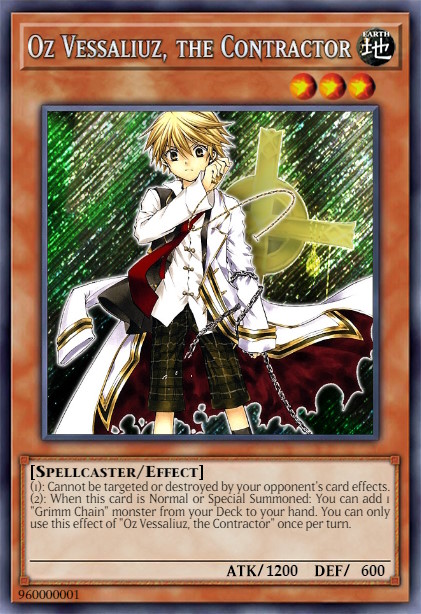 Oz Vessaliuz, the Contractor
EARTH
地
[Spellcaster/Effect]
(1): Cannot be targeted or destroyed by your opponent's card effects.
(2): When this card is Normal or Special Summoned: You can add 1
"Grimm Chain" monster from your Deck to your hand. You can only
use this effect of "Oz Vessaliuz, the Contractor" once per turn.
ATK/1200 DEF/ 600
960000001